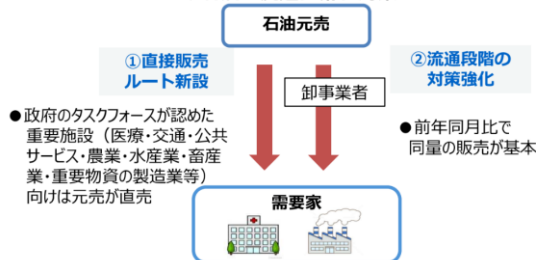 石油元売
①直接販売
ルート新設
②流通段階の
対策強化
卸事業者
●政府のタスクフォースが認めた
重要施設（医療・交通・公共
サービス・農業・水産業・畜産
業・重要物資の製造業等）
向けは元売が直売
●前年同月比で
同量の販売が基本
需要家